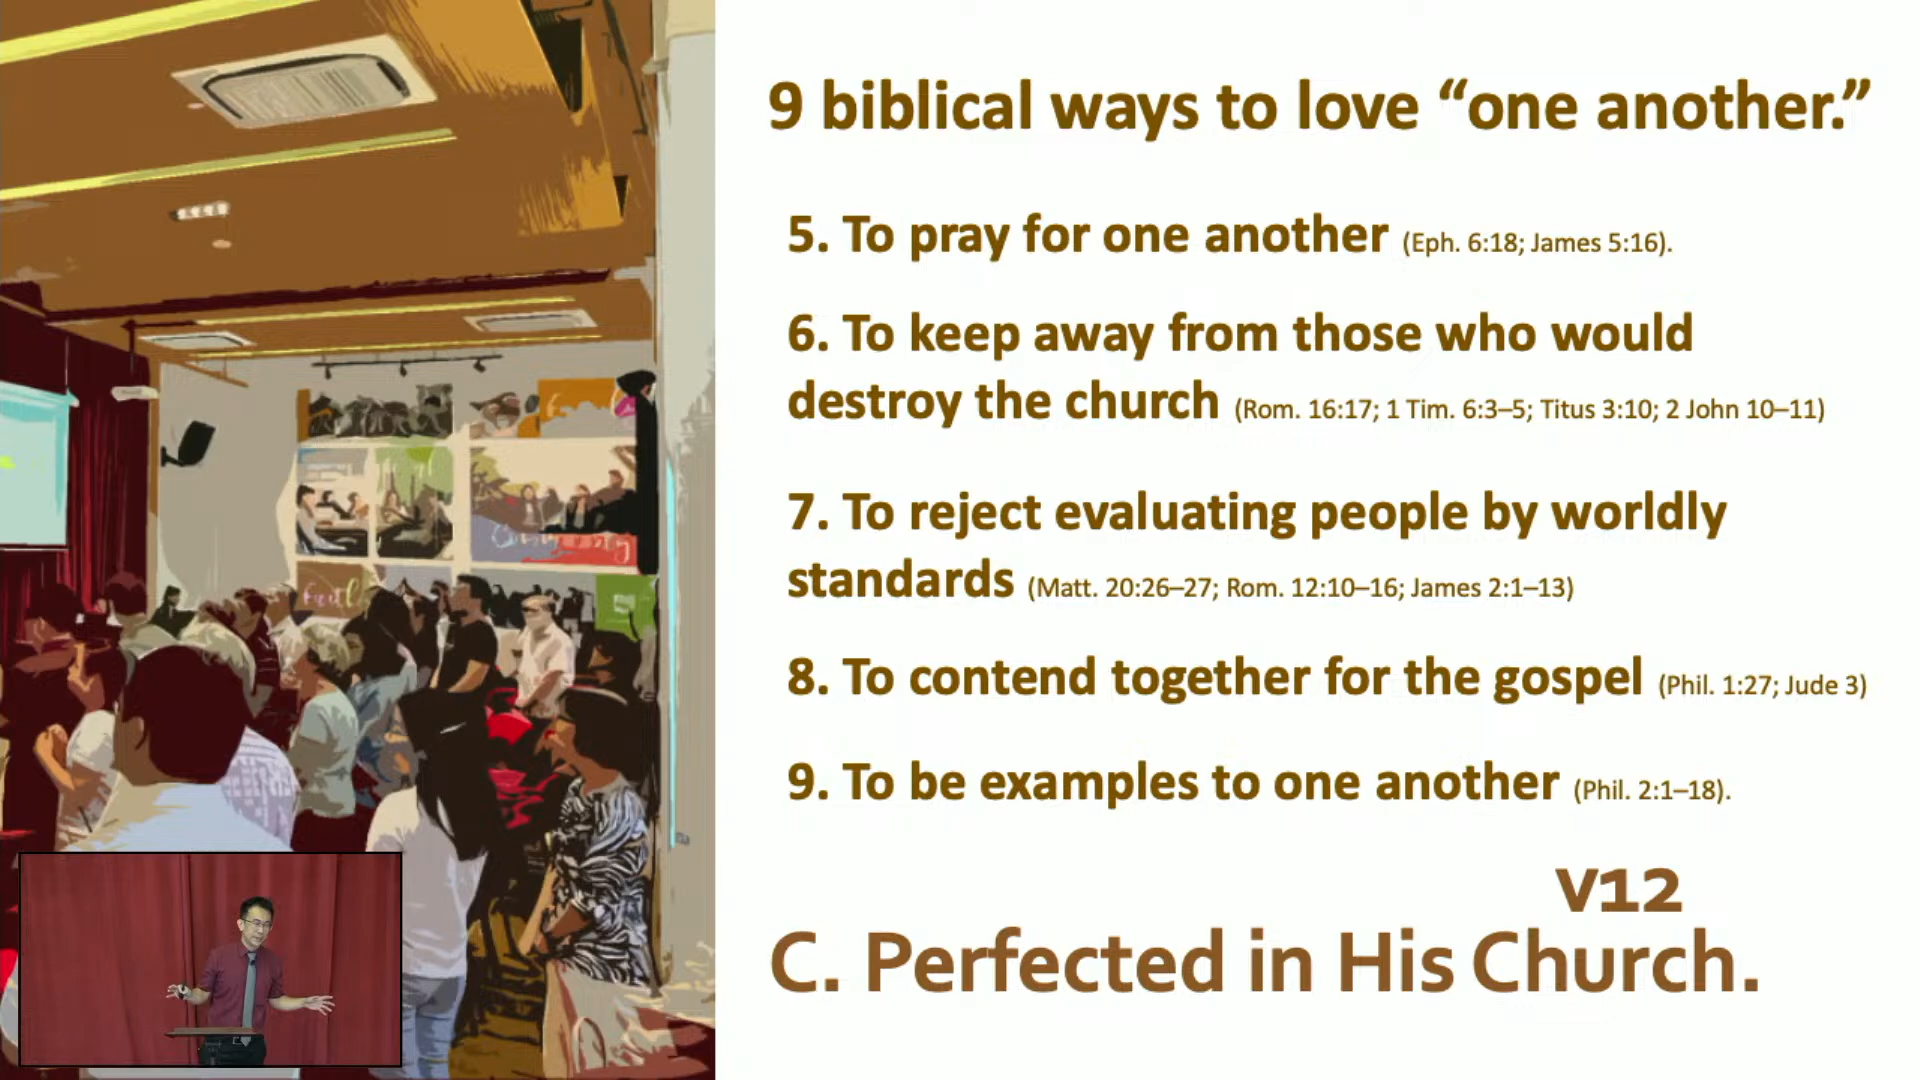 9 biblical ways to love “one another.”
5. To pray for one another (Eph. 6:18; James 5:16).
6. To keep away from those who would
destroy the church (Rom. 16:17; 1 Tim. 6:3–5; Titus 3:10; 2 John 10–11)
7. To reject evaluating people by worldly
standards (Matt. 20:26–27; Rom. 12:10–16; James 2:1–13)
8. To contend together for the gospel (Phil. 1:27; Jude 3)
9. To be examples to one another (Phil. 2:1–18).
V12
C. Perfected in His Church.